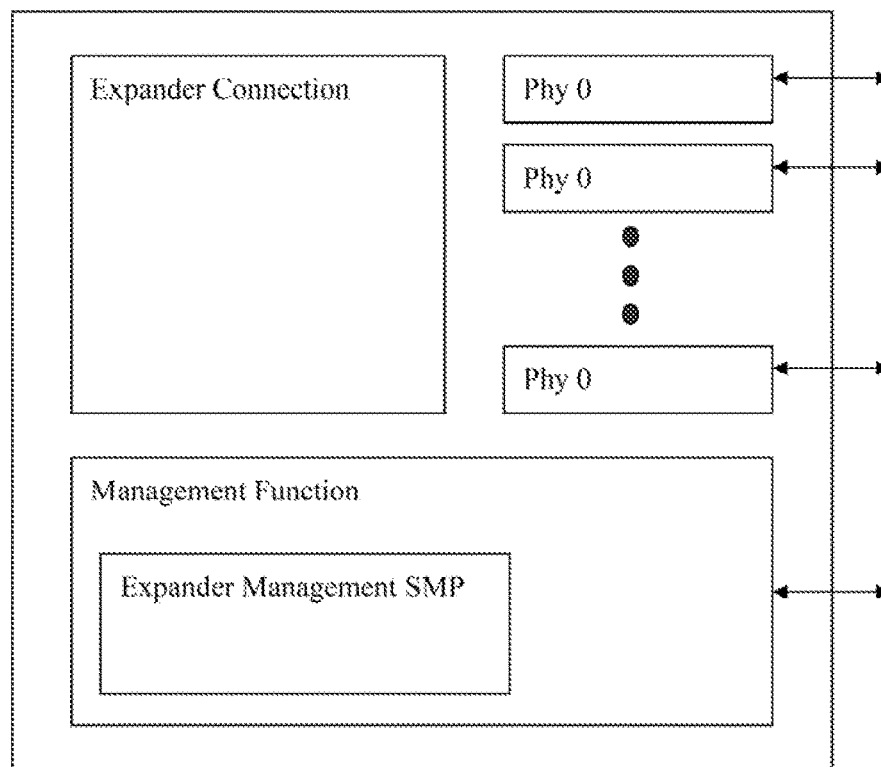 Expander Connection
Phy 0
Phy 0
Phy 0
Management Function
Expander Management SMP